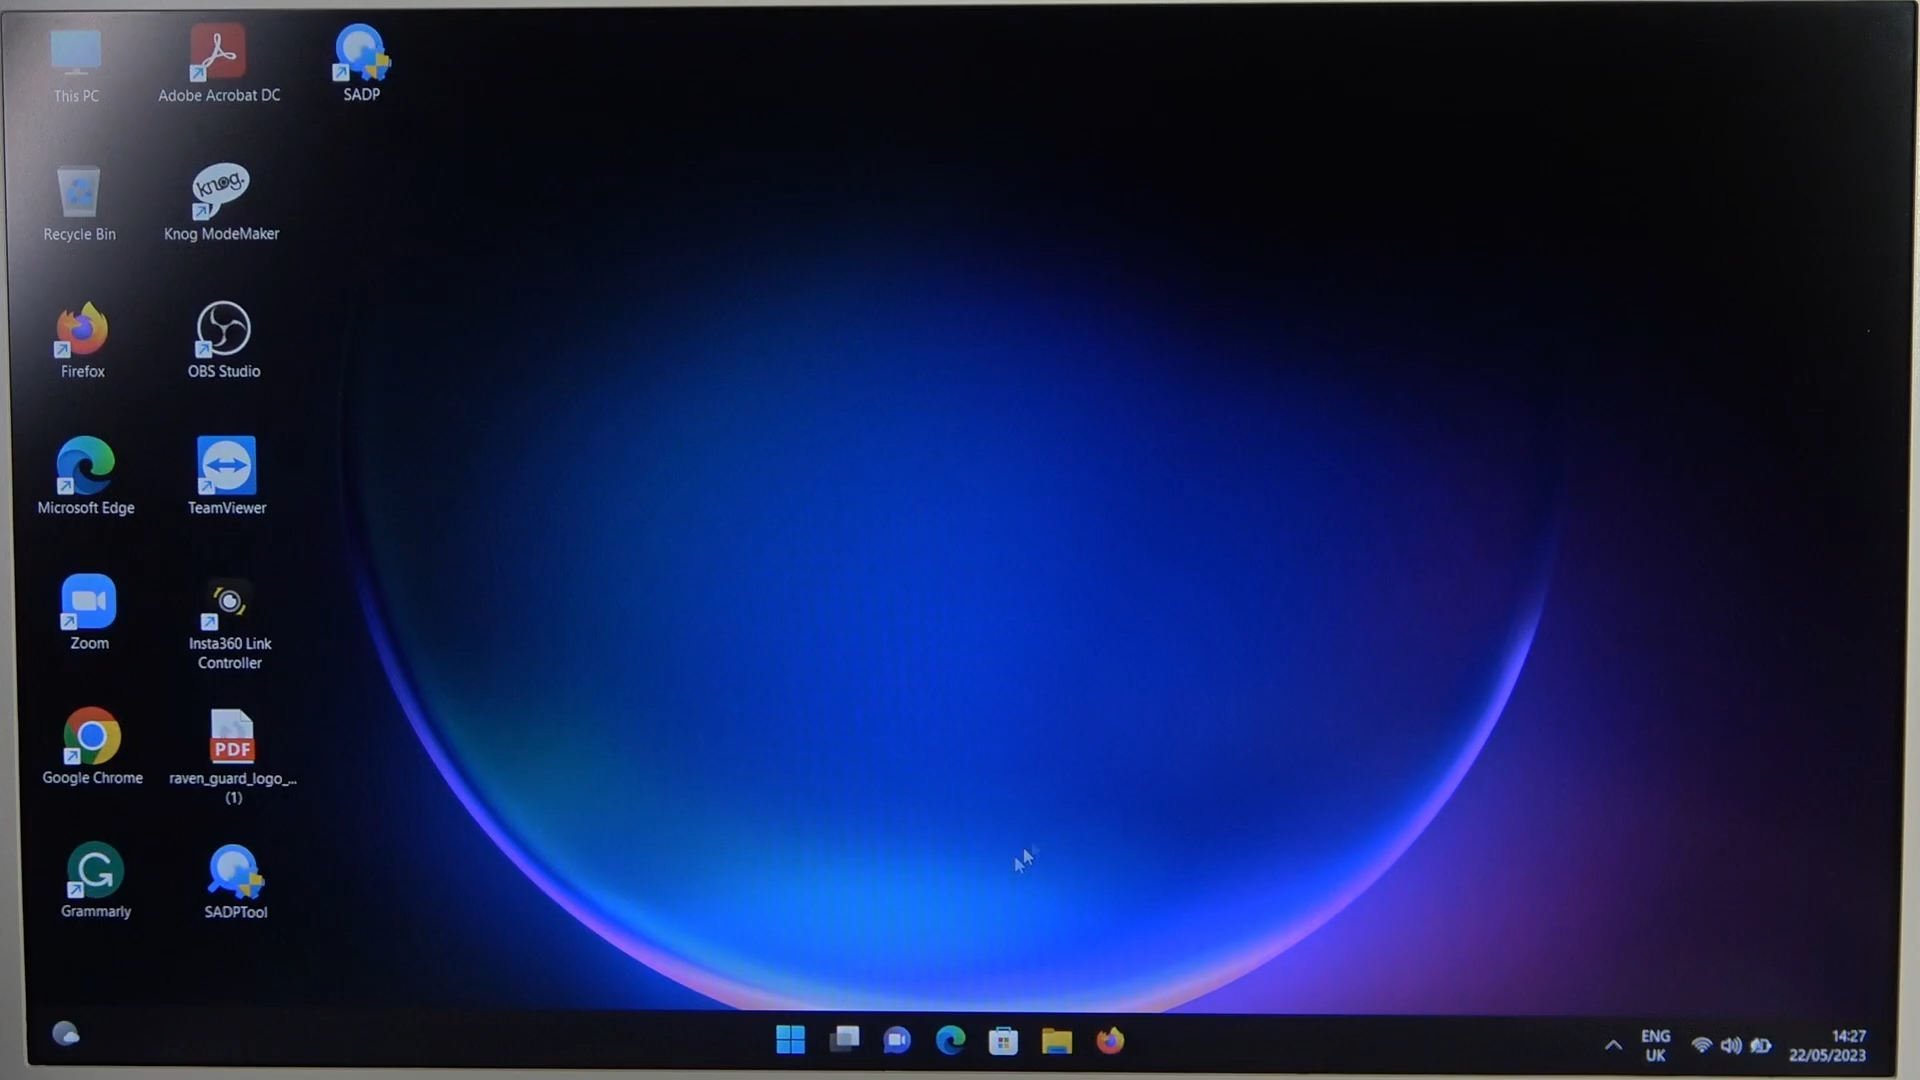 This PC
Adobe Acrobat DC
SADP
Recycle Bin
knog.
Knog ModeMaker
Firefox
OBS Studio
Microsoft Edge
TeamViewer
Zoom
Insta360 Link
Controller
Google Chrome
PDF
raven_guard_logo_...
(1)
Grammarly
SADPTool
ENG
UK
14:27
22/05/2023